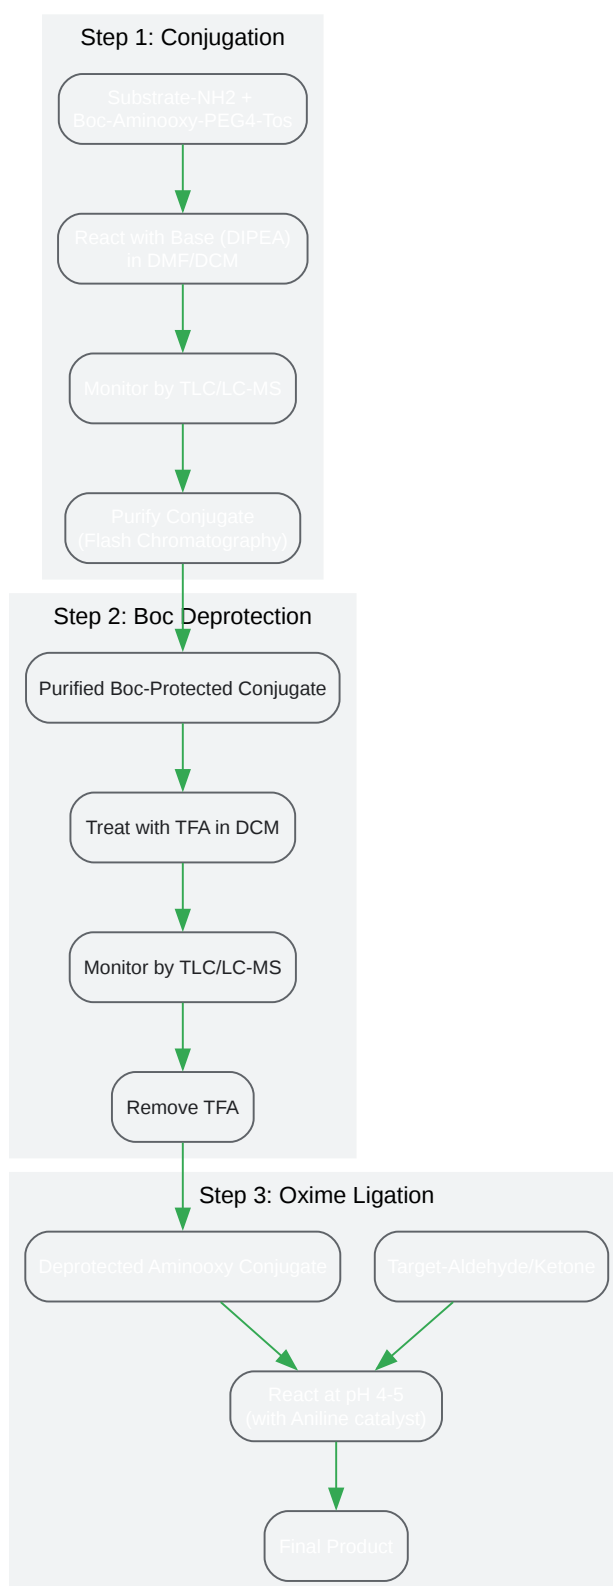 Step 1: Conjugation
Substrate-NH2 +
Boc-Aminooxy-PEG4-Tos
React with Base (DIPEA)
in DMF/DCM
Monitor by TLC/LC-MS
Purify Conjugate
(Flash Chromatography)
Step 2: Boc Deprotection
Purified Boc-Protected Conjugate
Treat with TFA in DCM
Monitor by TLC/LC-MS
Remove TFA
Step 3: Oxime Ligation
Deprotected Aminooxy Conjugate
Target-Aldehyde/Ketone
React at pH 4-5
(with Aniline catalyst)
Final Product